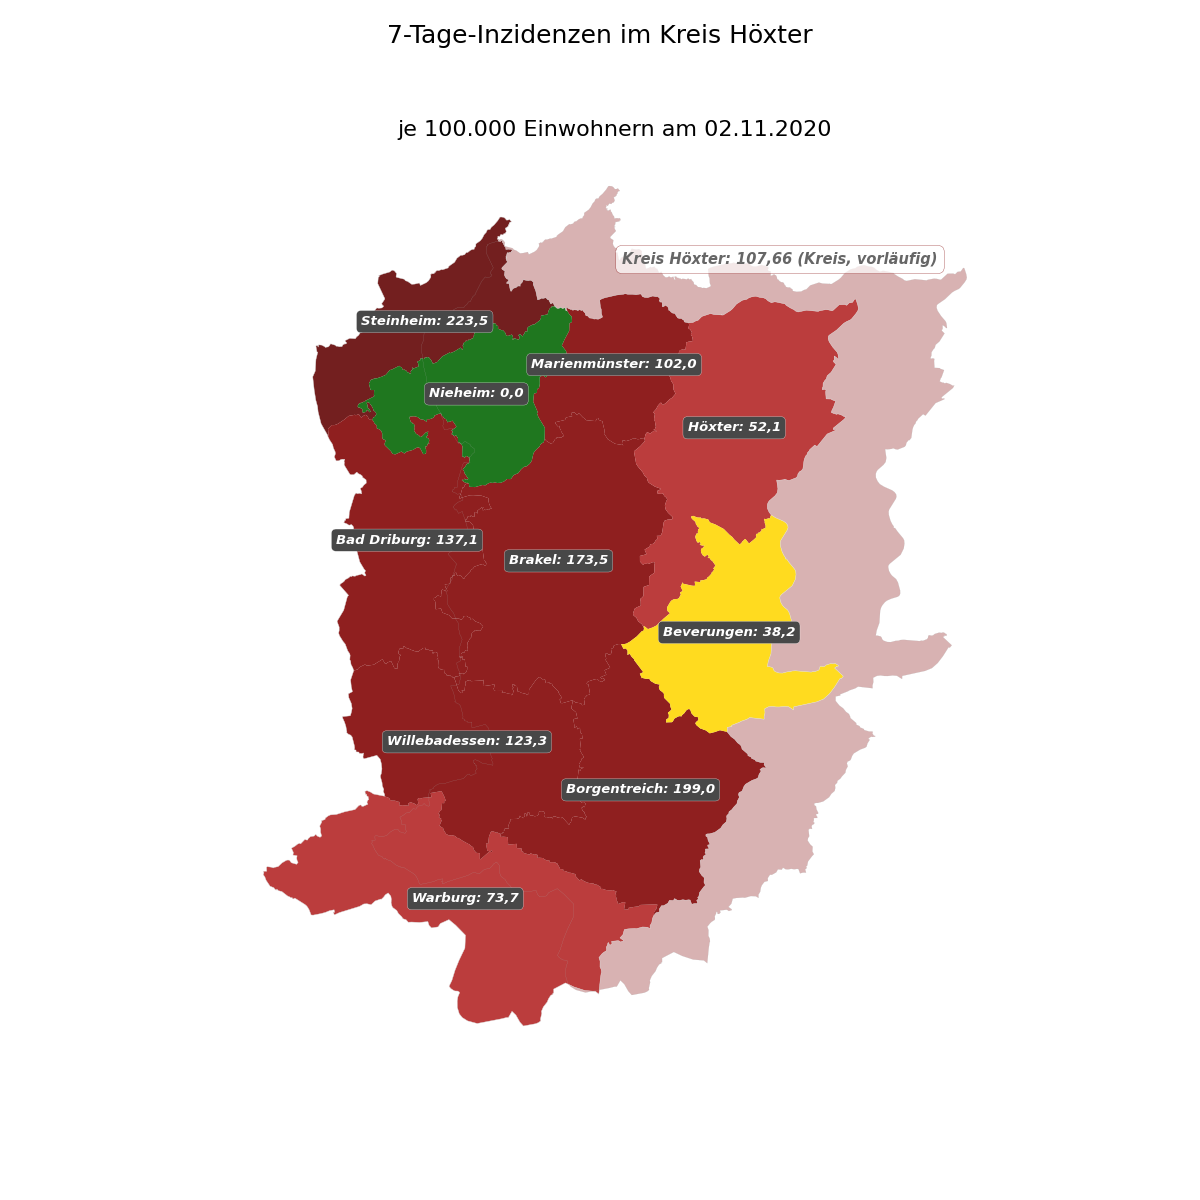 7-Tage-Inzidenzen im Kreis Höxter
je 100.000 Einwohnern am 02.11.2020
Kreis Höxter: 107,66 (Kreis, vorläufig)
Steinheim: 223,5
Marienmünster: 102,0
Nieheim: 0,0
Höxter: 52,1
Bad Driburg: 137,1
Brakel: 173,5
Beverungen: 38,2
Willebadessen: 123,3
Borgentreich: 199,0
Warburg: 73,7